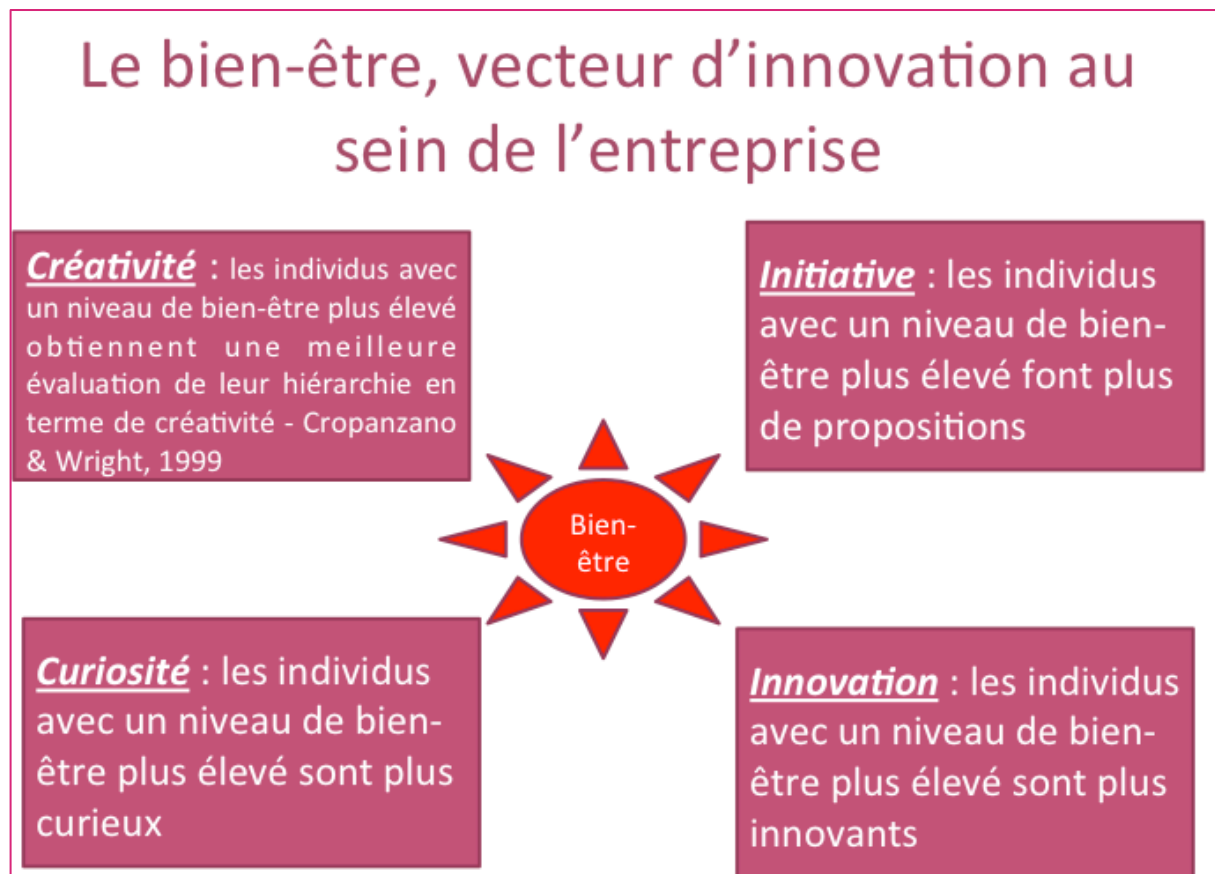 Le bien-être, vecteur d’innovation au
sein de l’entreprise
Créativité : les individus avec
un niveau de bien-être plus élevé
obtiennent une meilleure
évaluation de leur hiérarchie en
terme de créativité - Cropanzano
& Wright, 1999
Initiative : les individus
avec un niveau de bien-
être plus élevé font plus
de propositions
Bien-
être
Curiosité : les individus
avec un niveau de bien-
être plus élevé sont plus
curieux
Innovation : les individus
avec un niveau de bien-
être plus élevé sont plus
innovants